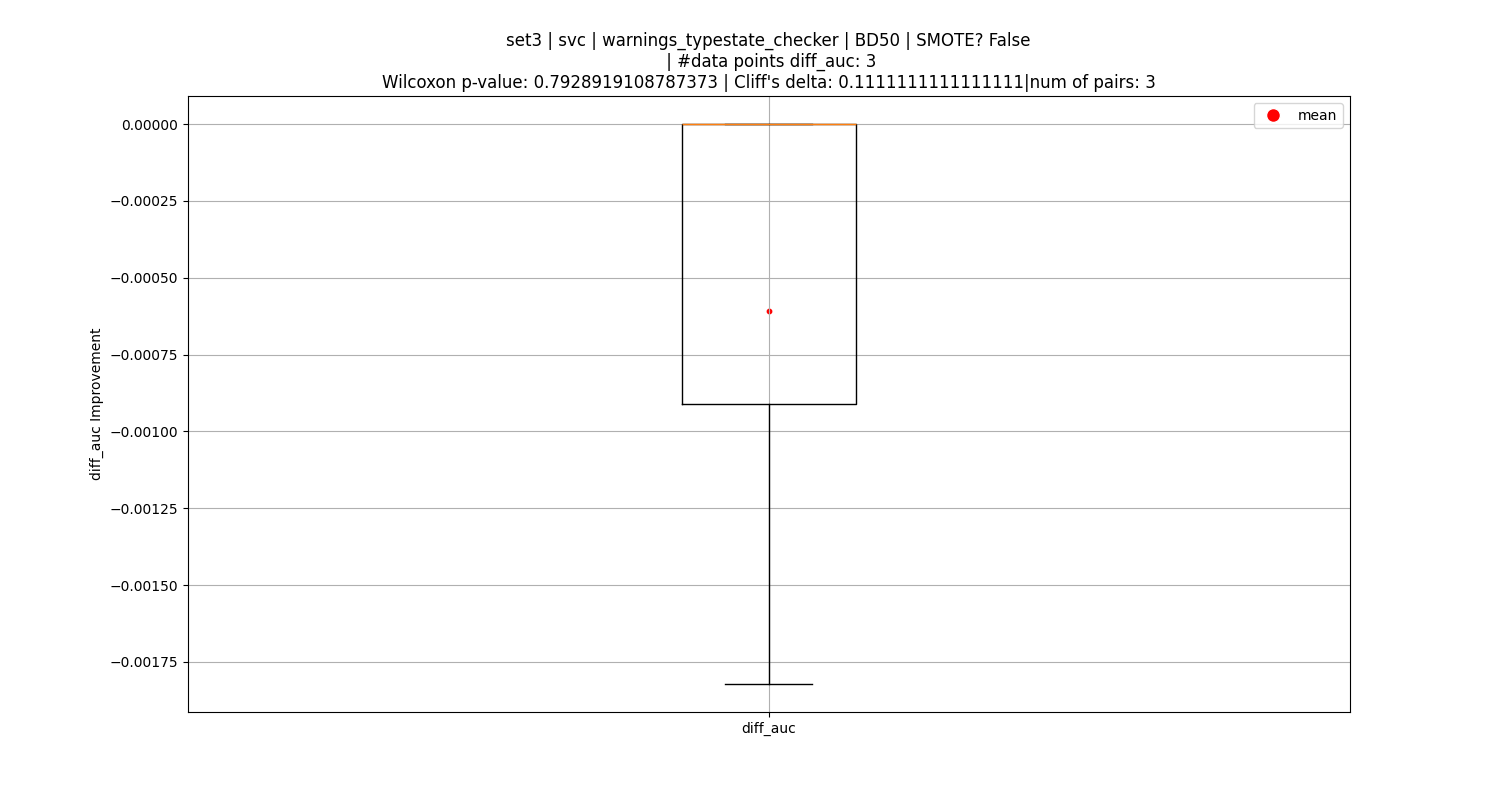 set3 | svc | warnings_typestate_checker | BD50 | SMOTE? False
| #data points diff_auc: 3
Wilcoxon p-value: 0.7928919108787373 | Cliff's delta: 0.1111111111111111|num of pairs: 3
mean
0.00000
−0.00025
−0.00050
−0.00075
−0.00100
−0.00125
−0.00150
−0.00175
diff_auc Improvement
diff_auc